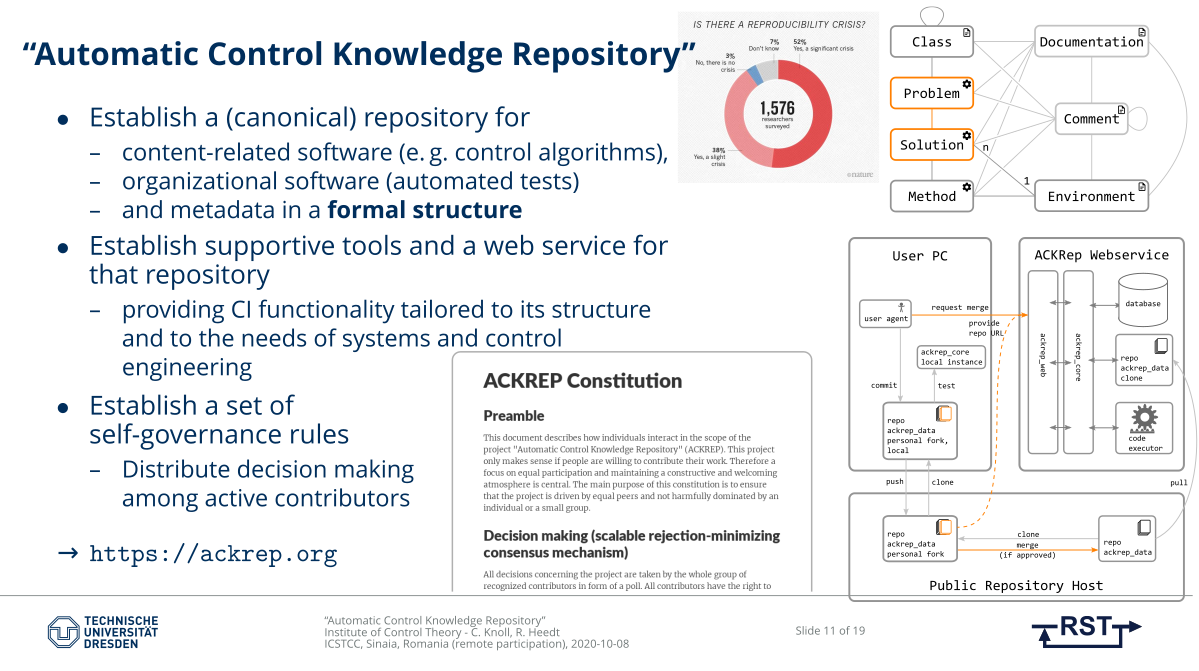 “Automatic Control Knowledge Repository”
● Establish a (canonical) repository for
– content-related software (e. g. control algorithms),
– organizational software (automated tests)
– and metadata in a formal structure
● Establish supportive tools and a web service for
that repository
– providing CI functionality tailored to its structure
and to the needs of systems and control
engineering
● Establish a set of
self-governance rules
– Distribute decision making
among active contributors
→ https://ackrep.org
IS THERE A REPRODUCIBILITY CRISIS?
7%
Don't know
52%
Yes, a significant crisis
3%
No, there is no
crisis
1,576
researchers
surveyed
38%
Yes, a slight
crisis
©nature
Class
Documentation
Problem
Comment
Solution
n
1
Method
Environment
ACKREP Constitution
Preamble
This document describes how individuals interact in the scope of the
project "Automatic Control Knowledge Repository" (ACKREP). This project
only makes sense if people are willing to contribute their work. Therefore a
focus on equal participation and maintaining a constructive and welcoming
atmosphere is central. The main purpose of this constitution is to ensure
that the project is driven by equal peers and not harmfully dominated by an
individual or a small group.
Decision making (scalable rejection-minimizing
consensus mechanism)
All decisions concerning the project are taken by the whole group of
recognized contributors in form of a poll. All contributors have the right to
User PC
ACKRep Webservice
user agent
request merge
provide
repo URL
ackrep_core
local instance
commit
test
repo
ackrep_data
personal fork,
local
ackrep_web
ackrep_core
database
repo
ackrep_data
clone
code
executor
push
clone
pull
repo
ackrep_data
personal fork
clone
merge
(if approved)
repo
ackrep_data
Public Repository Host
TECHNISCHE
UNIVERSITÄT
DRESDEN
“Automatic Control Knowledge Repository”
Institute of Control Theory - C. Knoll, R. Heedt
ICSTCC, Sinaia, Romania (remote participation), 2020-10-08
Slide 11 of 19
RST